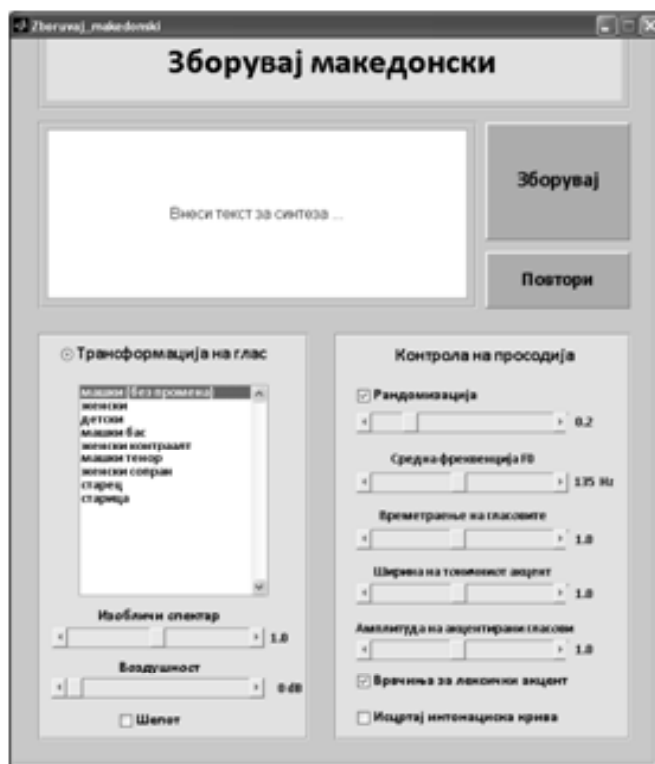 Zboruvaj_makedonski
Зборувај македонски
Внеси текст за синтеза ...
Зборувај
Повтори
Трансформација на глас
машки (без промена)
женски
детски
машки бас
женски контраалт
машки тенор
женски сопран
старец
старица
Изобличи спектар
1.0
Воздушност
0 dB
Шепот
Контрола на просодија
Рандомизација
0.2
Средна фреквенција F0
135 Hz
Времетраење на гласовите
1.0
Ширина на тоничниот акцент
1.0
Амплитуда на акцентирани гласови
1.0
Врачиња за лексички акцент
Исцртај интонациска крива